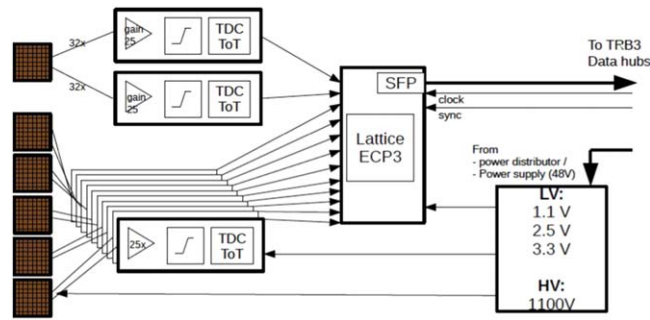 32x
gain
25
TDC
ToT
32x
gain
25
TDC
ToT
25x
TDC
ToT
SFP
Lattice
ECP3
To TRB3
Data hubs
clock
sync
From
- power distributor /
- Power supply (48V)
LV:
1.1 V
2.5 V
3.3 V
HV:
1100V